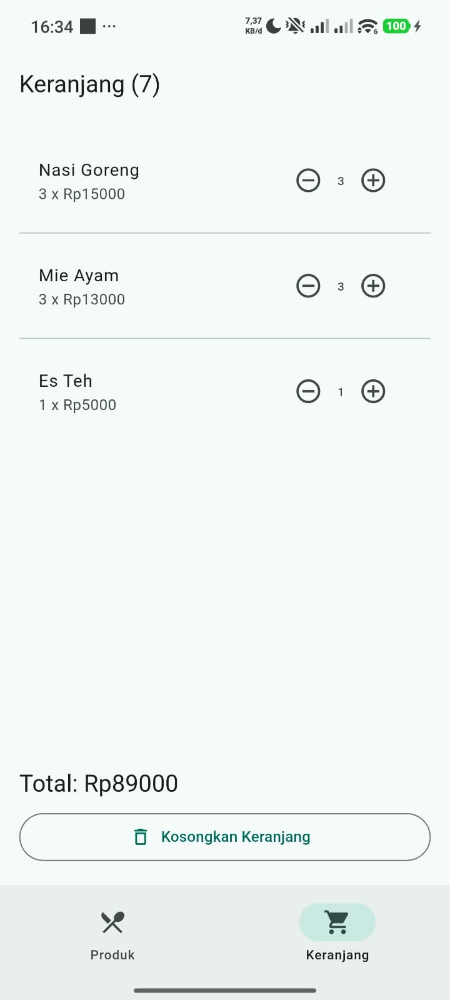 16:34 ...
7,37
KB/d
6
100
Keranjang (7)
Nasi Goreng
3 x Rp15000
3
Mie Ayam
3 x Rp13000
3
Es Teh
1 x Rp5000
1
Total: Rp89000
Kosongkan Keranjang
Produk
Keranjang